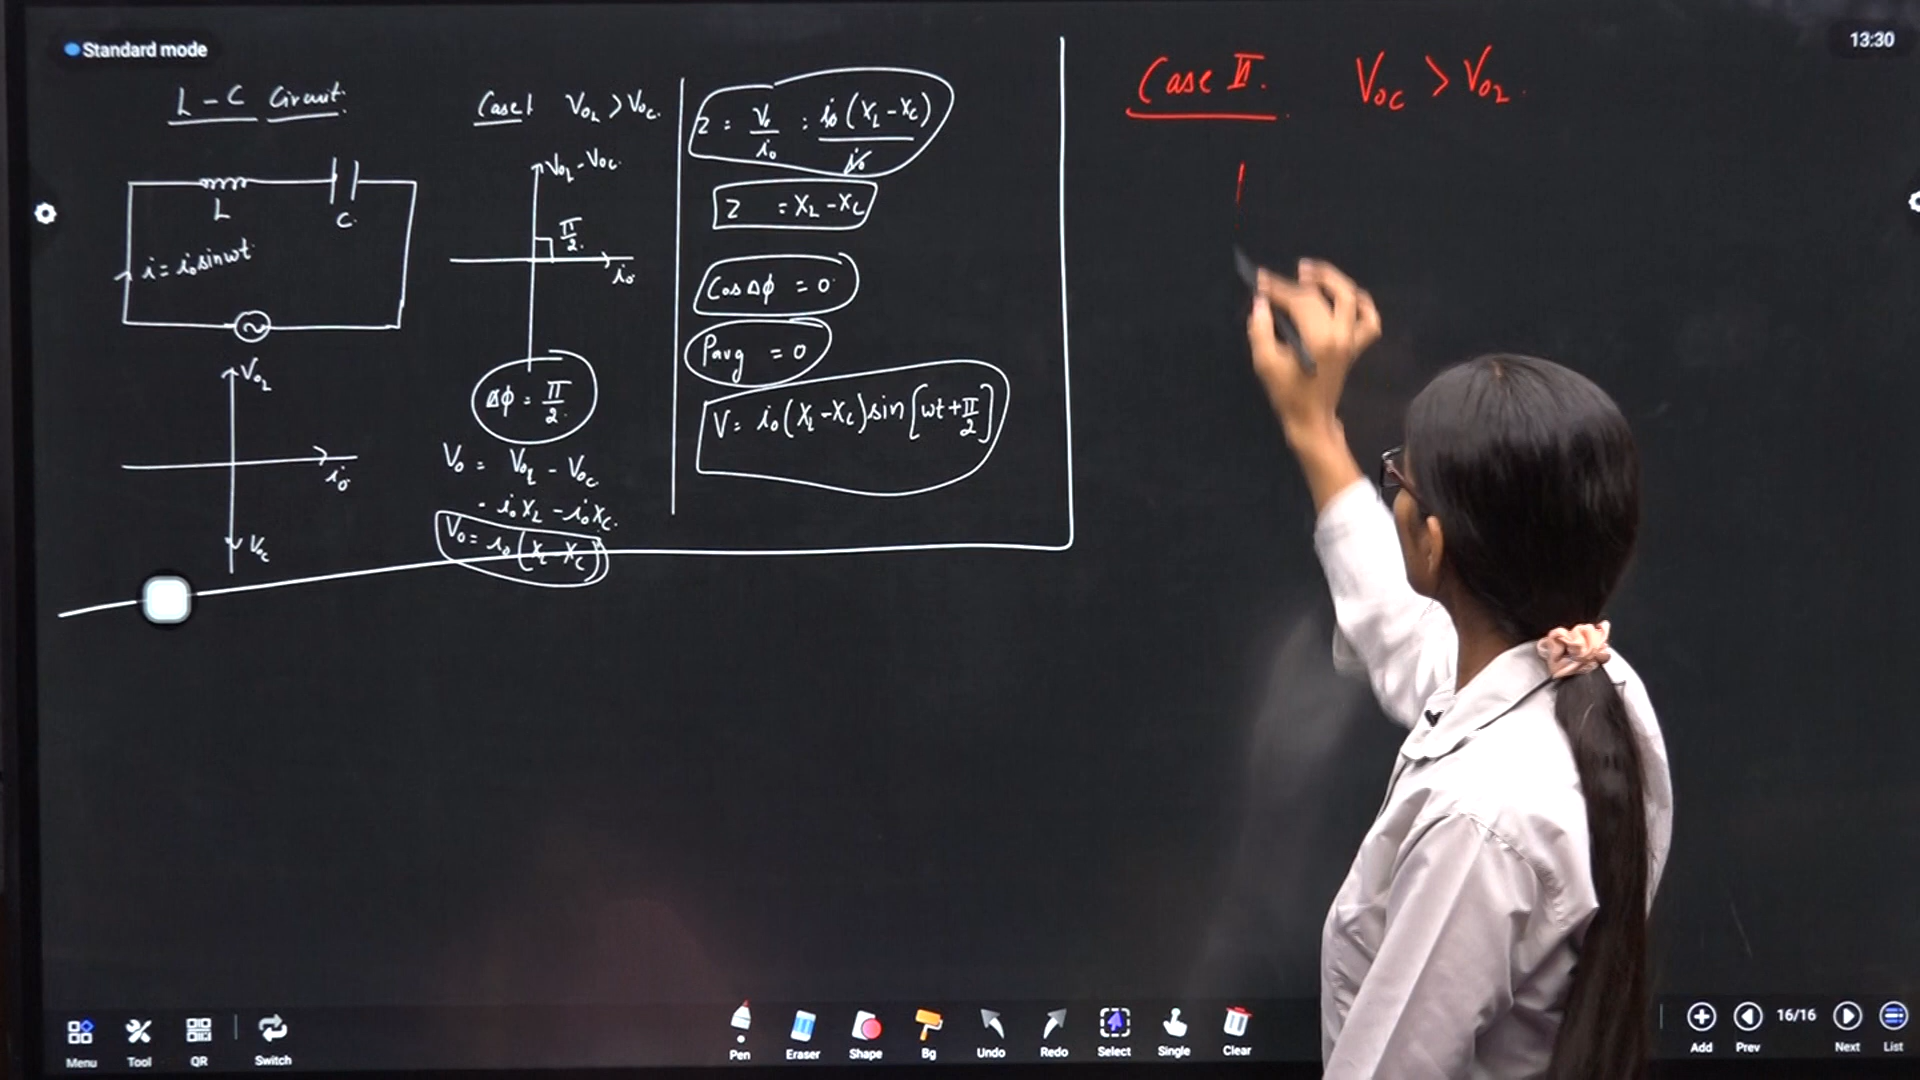 Standard mode
13:30
L-C Circuit:
L
C.
i = i₀ sinωt
V₀L
i₀
V₀C
Case I V₀L > V₀C.
V₀L - V₀C.
π/2.
i₀
Δϕ = π/2.
V₀ = V₀L - V₀C
= i₀XL - i₀XC.
V₀ = i₀(XL - XC)
Z = V₀/i₀ = i₀(XL - XC)/i₀
Z = XL - XC
CosΔϕ = 0
Pavg = 0
V = i₀(XL - XC) sin[ωt + π/2]
Case II. V₀C > V₀L.
Menu
Tool
QR
Switch
Pen
Eraser
Shape
Bg
Undo
Redo
Select
Single
Clear
Add
Prev
16/16
Next
List